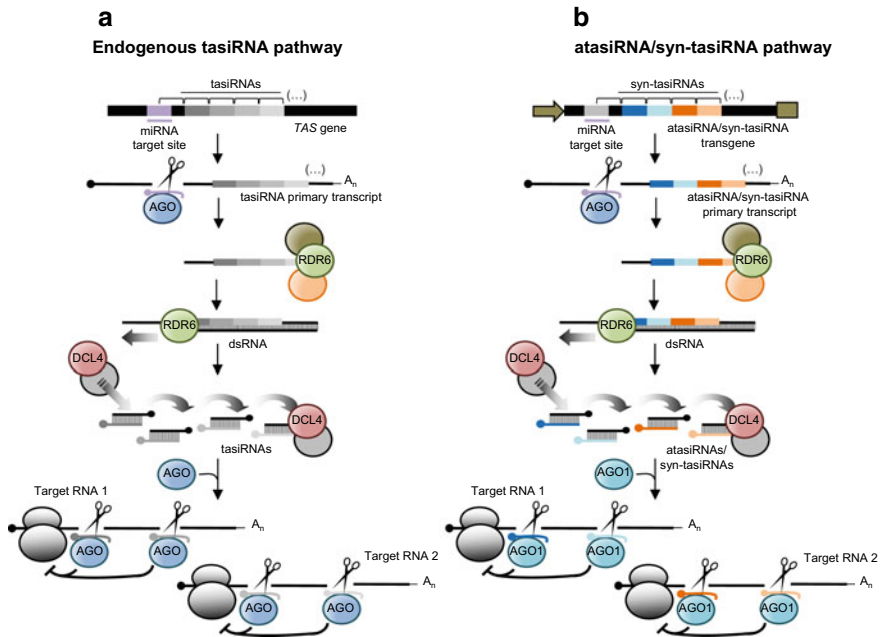 a
Endogenous tasiRNA pathway
tasiRNAs
(...)
miRNA
target site
TAS gene
(...)
An
AGO
tasiRNA primary transcript
RDR6
RDR6
dsRNA
DCL4
DCL4
tasiRNAs
AGO
Target RNA 1
An
AGO
AGO
Target RNA 2
An
AGO
AGO
b
atasiRNA/syn-tasiRNA pathway
syn-tasiRNAs
(...)
miRNA
target site
atasiRNA/syn-tasiRNA
transgene
(...)
An
AGO
atasiRNA/syn-tasiRNA
primary transcript
RDR6
RDR6
dsRNA
DCL4
DCL4
atasiRNAs/
syn-tasiRNAs
AGO1
Target RNA 1
An
AGO1
AGO1
Target RNA 2
An
AGO1
AGO1